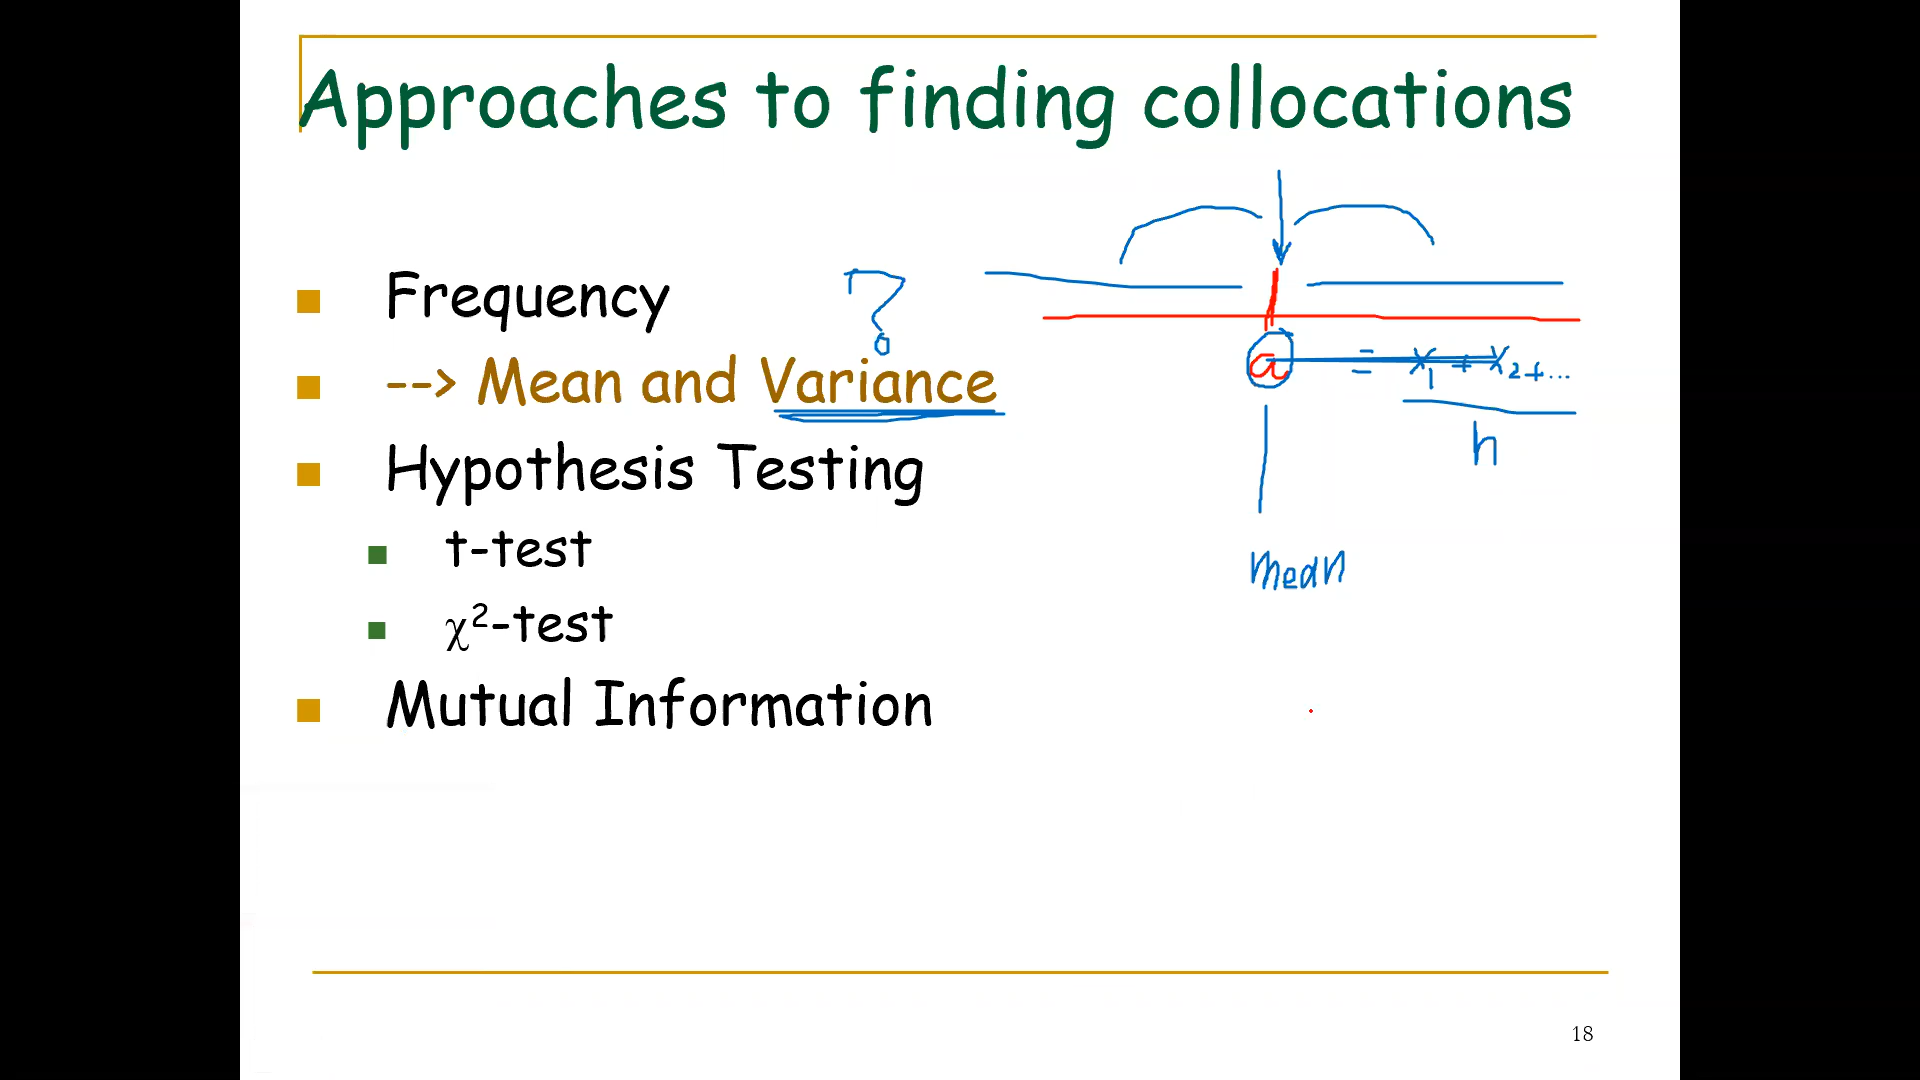 Approaches to finding collocations
Frequency
?
--> Mean and Variance
a = x₁ + x₂ + ...
n
mean
Hypothesis Testing
t-test
χ²-test
Mutual Information
18